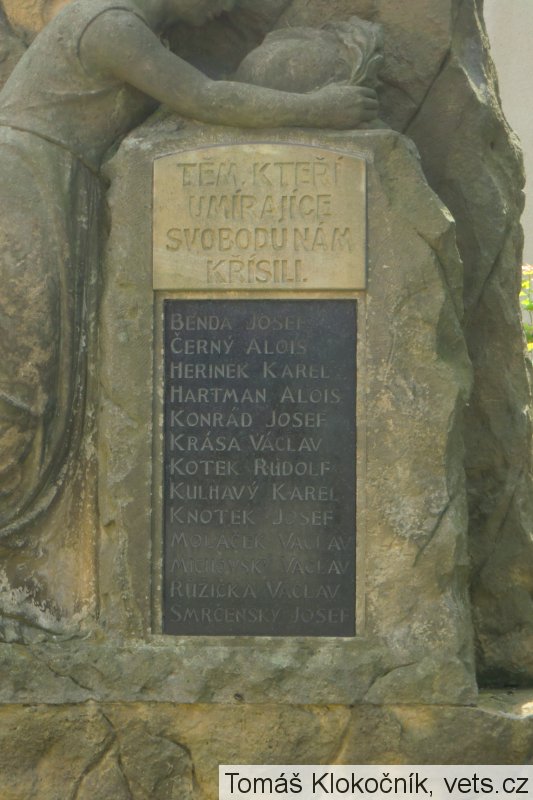 TĚM, KTEŘÍ
UMÍRAJÍCE
SVOBODU NÁM
KŘÍSILI.
BENDA JOSEF
ČERNÝ ALOIS
HERINEK KAREL
HARTMAN ALOIS
KONRÁD JOSEF
KRÁSA VÁCLAV
KOTEK RUDOLF
KULHAVÝ KAREL
KNOTEK JOSEF
MOLÁČEK VÁCLAV
VÁCLAV
RŮŽIČKA VÁCLAV
SMRČENSKÝ JOSEF
Tomáš Klokočník, vets.cz